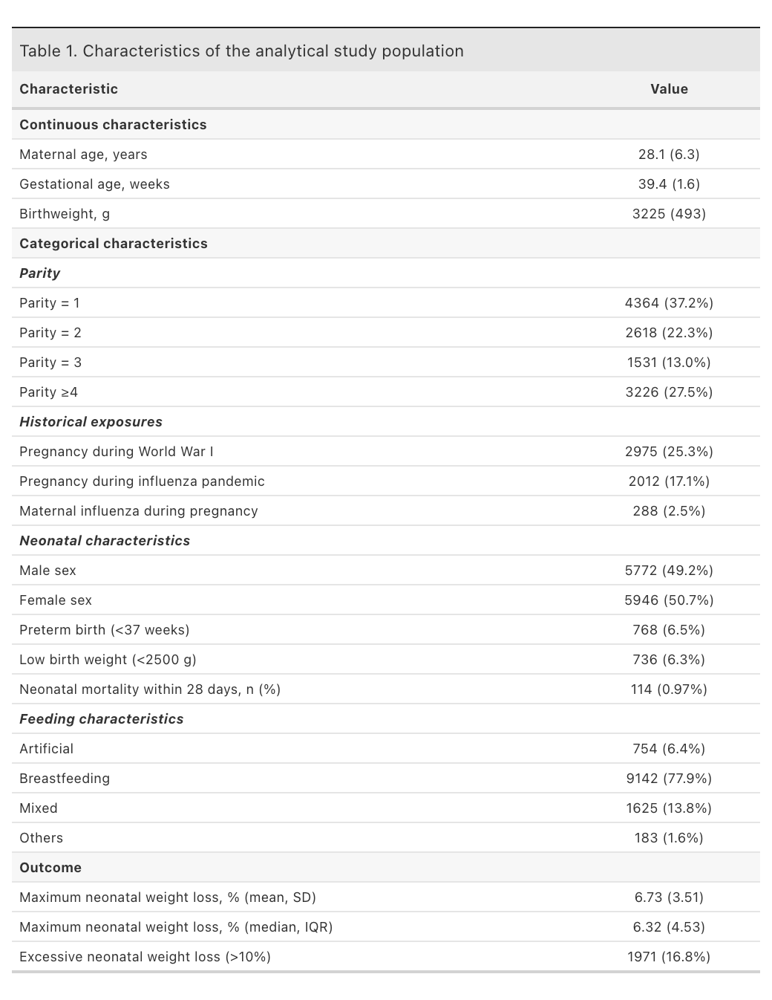 Table 1. Characteristics of the analytical study population
Characteristic Value
Continuous characteristics
Maternal age, years 28.1 (6.3)
Gestational age, weeks 39.4 (1.6)
Birthweight, g 3225 (493)
Categorical characteristics
Parity
Parity = 1 4364 (37.2%)
Parity = 2 2618 (22.3%)
Parity = 3 1531 (13.0%)
Parity ≥4 3226 (27.5%)
Historical exposures
Pregnancy during World War I 2975 (25.3%)
Pregnancy during influenza pandemic 2012 (17.1%)
Maternal influenza during pregnancy 288 (2.5%)
Neonatal characteristics
Male sex 5772 (49.2%)
Female sex 5946 (50.7%)
Preterm birth (<37 weeks) 768 (6.5%)
Low birth weight (<2500 g) 736 (6.3%)
Neonatal mortality within 28 days, n (%) 114 (0.97%)
Feeding characteristics
Artificial 754 (6.4%)
Breastfeeding 9142 (77.9%)
Mixed 1625 (13.8%)
Others 183 (1.6%)
Outcome
Maximum neonatal weight loss, % (mean, SD) 6.73 (3.51)
Maximum neonatal weight loss, % (median, IQR) 6.32 (4.53)
Excessive neonatal weight loss (>10%) 1971 (16.8%)